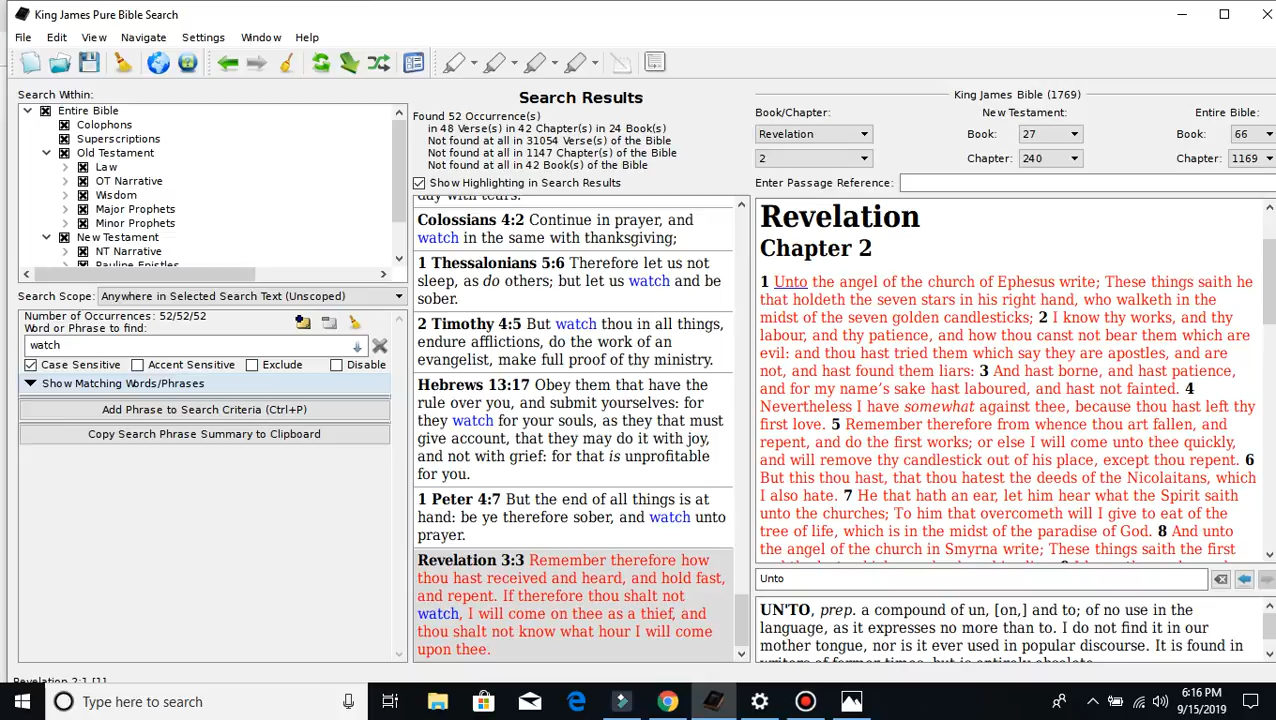 King James Pure Bible Search
File Edit View Navigate Settings Window Help
Search Within:
Entire Bible
Colophons
Superscriptions
Old Testament
Law
OT Narrative
Wisdom
Major Prophets
Minor Prophets
New Testament
NT Narrative
Pauline Epistles
Search Scope: Anywhere in Selected Search Text (Unscoped)
Number of Occurrences: 52/52/52
Word or Phrase to find:
watch
Case Sensitive Accent Sensitive Exclude Disable
Show Matching Words/Phrases
Add Phrase to Search Criteria (Ctrl+P)
Copy Search Phrase Summary to Clipboard
Search Results
Found 52 Occurrence(s)
in 48 Verse(s) in 42 Chapter(s) in 24 Book(s)
Not found at all in 31054 Verse(s) of the Bible
Not found at all in 1147 Chapter(s) of the Bible
Not found at all in 42 Book(s) of the Bible
Show Highlighting in Search Results
day with tears.
Colossians 4:2 Continue in prayer, and
watch in the same with thanksgiving;
1 Thessalonians 5:6 Therefore let us not
sleep, as do others; but let us watch and be
sober.
2 Timothy 4:5 But watch thou in all things,
endure afflictions, do the work of an
evangelist, make full proof of thy ministry.
Hebrews 13:17 Obey them that have the
rule over you, and submit yourselves: for
they watch for your souls, as they that must
give account, that they may do it with joy,
and not with grief: for that is unprofitable
for you.
1 Peter 4:7 But the end of all things is at
hand: be ye therefore sober, and watch unto
prayer.
Revelation 3:3 Remember therefore how
thou hast received and heard, and hold fast,
and repent. If therefore thou shalt not
watch, I will come on thee as a thief, and
thou shalt not know what hour I will come
upon thee.
King James Bible (1769)
Book/Chapter: New Testament: Entire Bible:
Revelation Book: 27 Book: 66
2 Chapter: 240 Chapter: 1169
Enter Passage Reference:
Revelation
Chapter 2
1 Unto the angel of the church of Ephesus write; These things saith he
that holdeth the seven stars in his right hand, who walketh in the
midst of the seven golden candlesticks; 2 I know thy works, and thy
labour, and thy patience, and how thou canst not bear them which are
evil: and thou hast tried them which say they are apostles, and are
not, and hast found them liars: 3 And hast borne, and hast patience,
and for my name’s sake hast laboured, and hast not fainted. 4
Nevertheless I have somewhat against thee, because thou hast left thy
first love. 5 Remember therefore from whence thou art fallen, and
repent, and do the first works; or else I will come unto thee quickly,
and will remove thy candlestick out of his place, except thou repent. 6
But this thou hast, that thou hatest the deeds of the Nicolaitans, which
I also hate. 7 He that hath an ear, let him hear what the Spirit saith
unto the churches; To him that overcometh will I give to eat of the
tree of life, which is in the midst of the paradise of God. 8 And unto
the angel of the church in Smyrna write; These things saith the first
Unto
UN'TO, prep. a compound of un, [on,] and to; of no use in the
language, as it expresses no more than to. I do not find it in our
mother tongue, nor is it ever used in popular discourse. It is found in
writers of former times, but is entirely obsolete.
Revelation 2:1 [1]
Type here to search
6:16 PM
9/15/2019